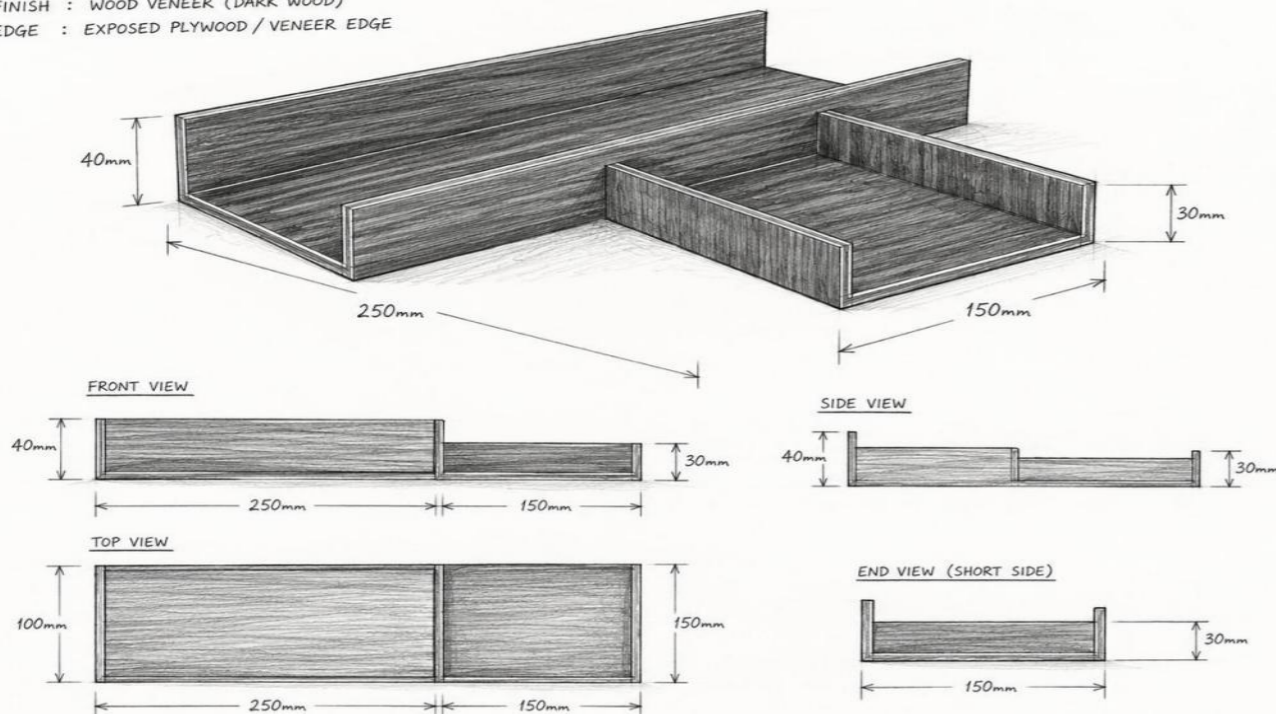 FINISH : WOOD VENEER (DARK WOOD)
EDGE : EXPOSED PLYWOOD / VENEER EDGE
40mm
30mm
250mm
150mm
FRONT VIEW
40mm
30mm
250mm
150mm
SIDE VIEW
40mm
30mm
TOP VIEW
100mm
150mm
250mm
150mm
END VIEW (SHORT SIDE)
30mm
150mm